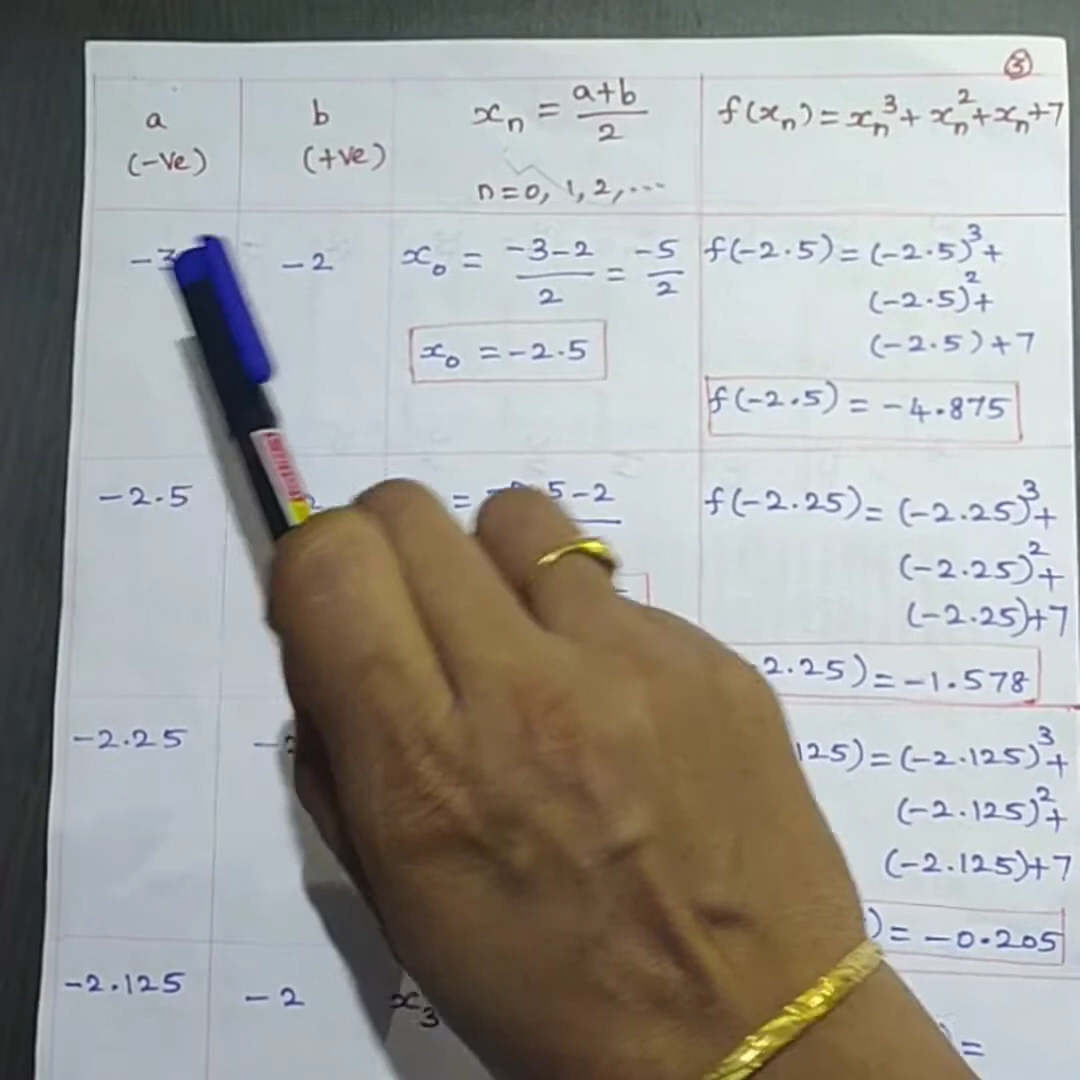 ③
a
(-ve)
b
(+ve)
xₙ = a+b
2
n=0, 1, 2, ...
f(xₙ) = xₙ³ + xₙ² + xₙ + 7
-3
-2
x₀ = -3-2 = -5
2 2
x₀ = -2.5
f(-2.5) = (-2.5)³ +
(-2.5)² +
(-2.5) + 7
f(-2.5) = -4.875
-2.5
= 5-2
f(-2.25) = (-2.25)³ +
(-2.25)² +
(-2.25)+7
2.25) = -1.578
-2.25
125) = (-2.125)³ +
(-2.125)² +
(-2.125)+7
) = -0.205
-2.125
-2
x₃
=